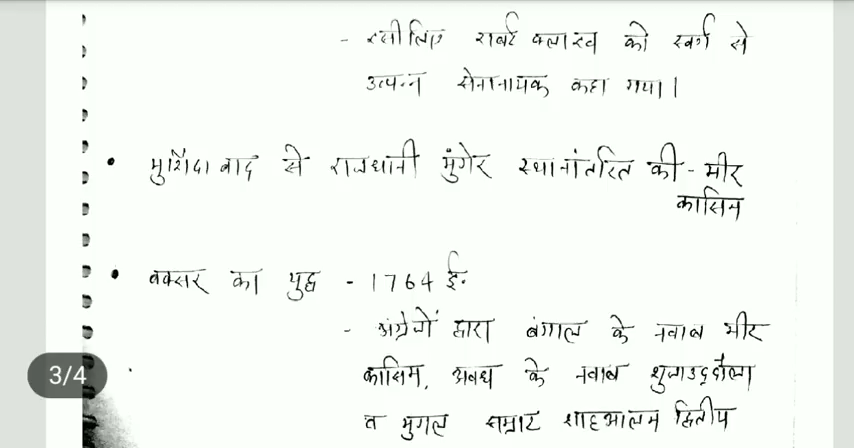 - इसीलिए राबर्ट क्लाइव को स्वर्ग से
उत्पन्न सेनानायक कहा गया।
• मुर्शिदाबाद से राजधानी मुंगेर स्थानांतरित की - मीर
कासिम
• बक्सर का युद्ध - 1764 ई॰
- अंग्रेजों द्वारा बंगाल के नवाब मीर
कासिम, अवध के नवाब शुजाउद्दौला
व मुगल सम्राट शाहआलम द्वितीय
3/4